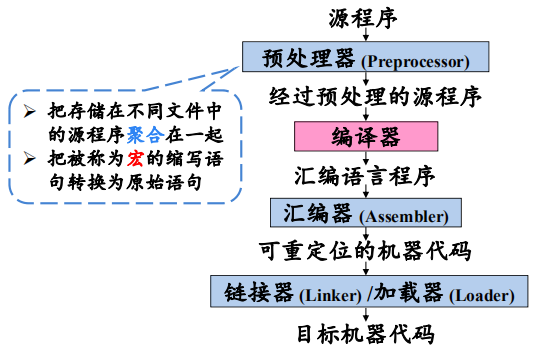 源程序
预处理器(Preprocessor)
经过预处理的源程序
➢ 把存储在不同文件中
的源程序聚合在一起
➢ 把被称为宏的缩写语
句转换为原始语句
编译器
汇编语言程序
汇编器(Assembler)
可重定位的机器代码
链接器(Linker) /加载器(Loader)
目标机器代码